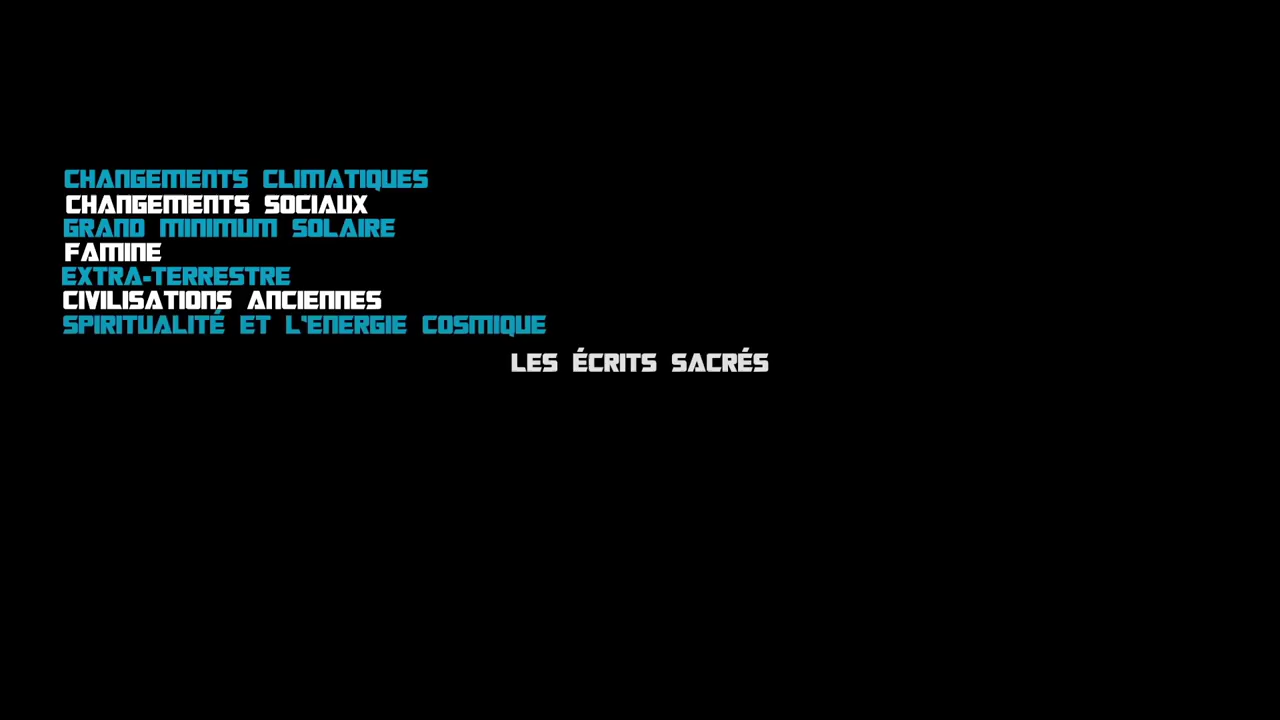 CHANGEMENTS CLIMATIQUES
CHANGEMENTS SOCIAUX
GRAND MINIMUM SOLAIRE
FAMINE
EXTRA-TERRESTRE
CIVILISATIONS ANCIENNES
SPIRITUALITÉ ET L'ENERGIE COSMIQUE
LES ÉCRITS SACRÉS